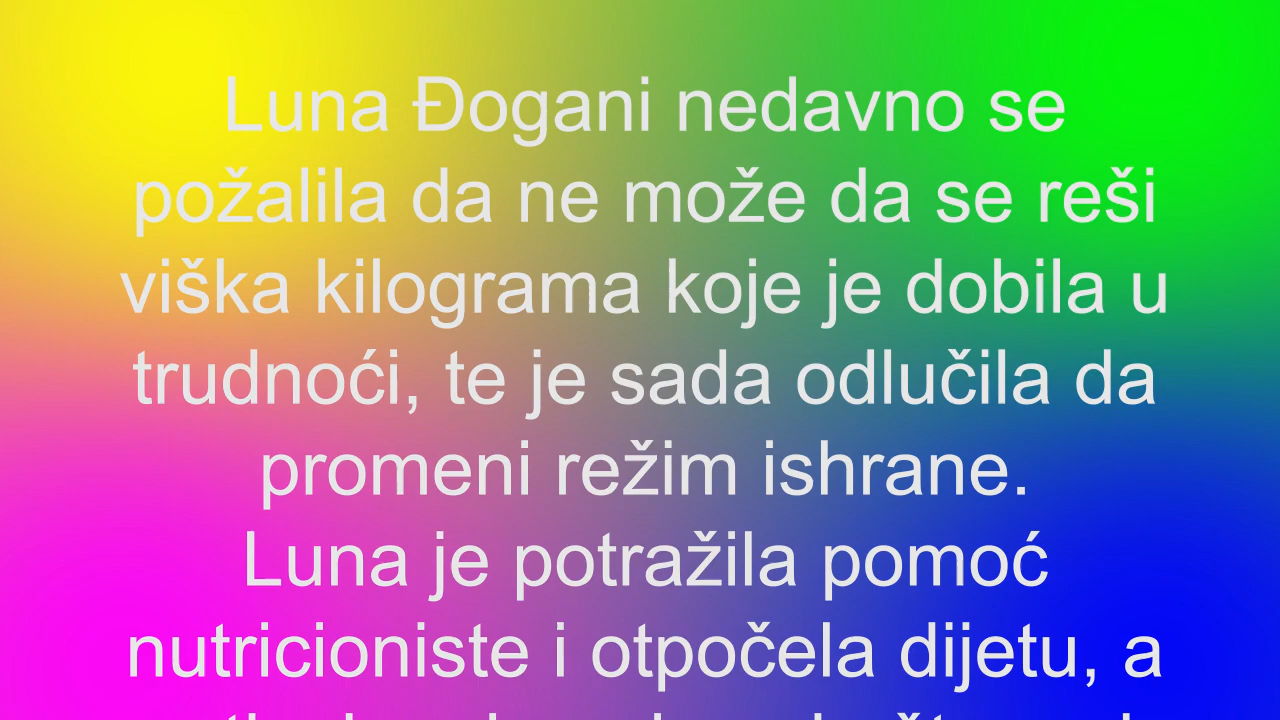 Luna Đogani nedavno se
požalila da ne može da se reši
viška kilograma koje je dobila u
trudnoći, te je sada odlučila da
promeni režim ishrane.
Luna je potražila pomoć
nutricioniste i otpočela dijetu, a